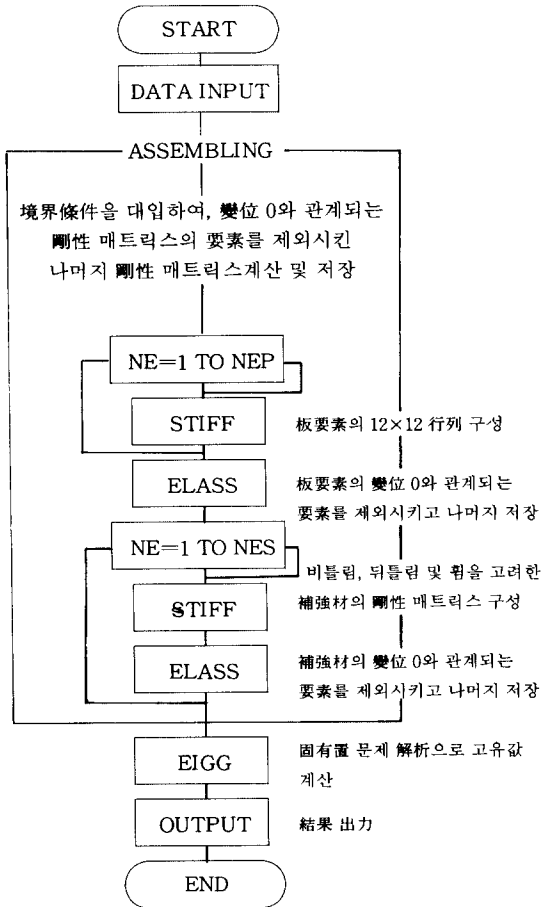 START
DATA INPUT
ASSEMBLING
境界條件을 대입하여, 變位 0와 관계되는
剛性 매트릭스의 要素를 제외시킨
나머지 剛性 매트릭스계산 및 저장
NE=1 TO NEP
STIFF
板要素의 12×12 行列 구성
ELASS
板要素의 變位 0와 관계되는
要素를 제외시키고 나머지 저장
NE=1 TO NES
비틀림, 뒤틀림 및 휨을 고려한
STIFF
補強材의 剛性 매트릭스 구성
ELASS
補強材의 變位 0와 관계되는
要素를 제외시키고 나머지 저장
EIGG
固有置 문제 解析으로 고유값
계산
OUTPUT
結果 出力
END